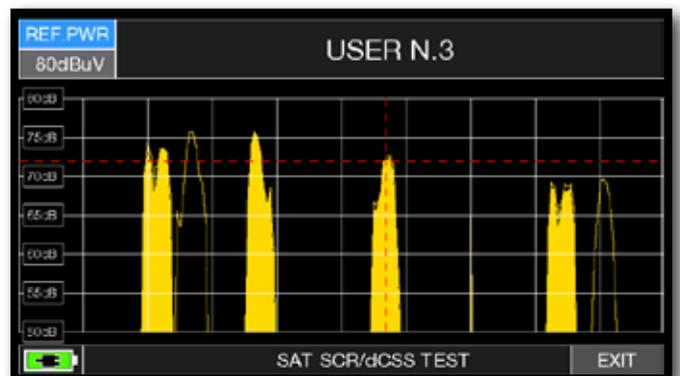 REF.PWR
80dBuV
USER N.3
80dB
75dB
70dB
65dB
60dB
55dB
50dB
SAT SCR/dCSS TEST
EXIT